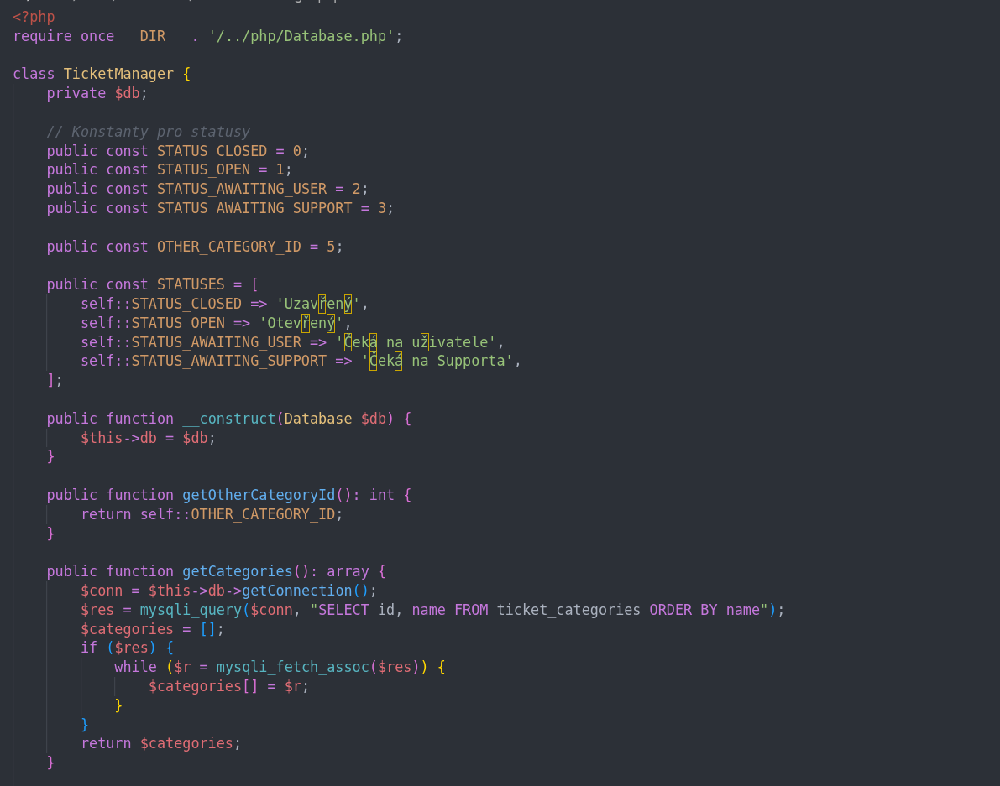 <?php
require_once __DIR__ . '/../php/Database.php';
class TicketManager {
private $db;
// Konstanty pro statusy
public const STATUS_CLOSED = 0;
public const STATUS_OPEN = 1;
public const STATUS_AWAITING_USER = 2;
public const STATUS_AWAITING_SUPPORT = 3;
public const OTHER_CATEGORY_ID = 5;
public const STATUSES = [
self::STATUS_CLOSED => 'Uzavřený',
self::STATUS_OPEN => 'Otevřený',
self::STATUS_AWAITING_USER => 'Čeká na uživatele',
self::STATUS_AWAITING_SUPPORT => 'Čeká na Supporta',
];
public function __construct(Database $db) {
$this->db = $db;
}
public function getOtherCategoryId(): int {
return self::OTHER_CATEGORY_ID;
}
public function getCategories(): array {
$conn = $this->db->getConnection();
$res = mysqli_query($conn, "SELECT id, name FROM ticket_categories ORDER BY name");
$categories = [];
if ($res) {
while ($r = mysqli_fetch_assoc($res)) {
$categories[] = $r;
}
}
return $categories;
}